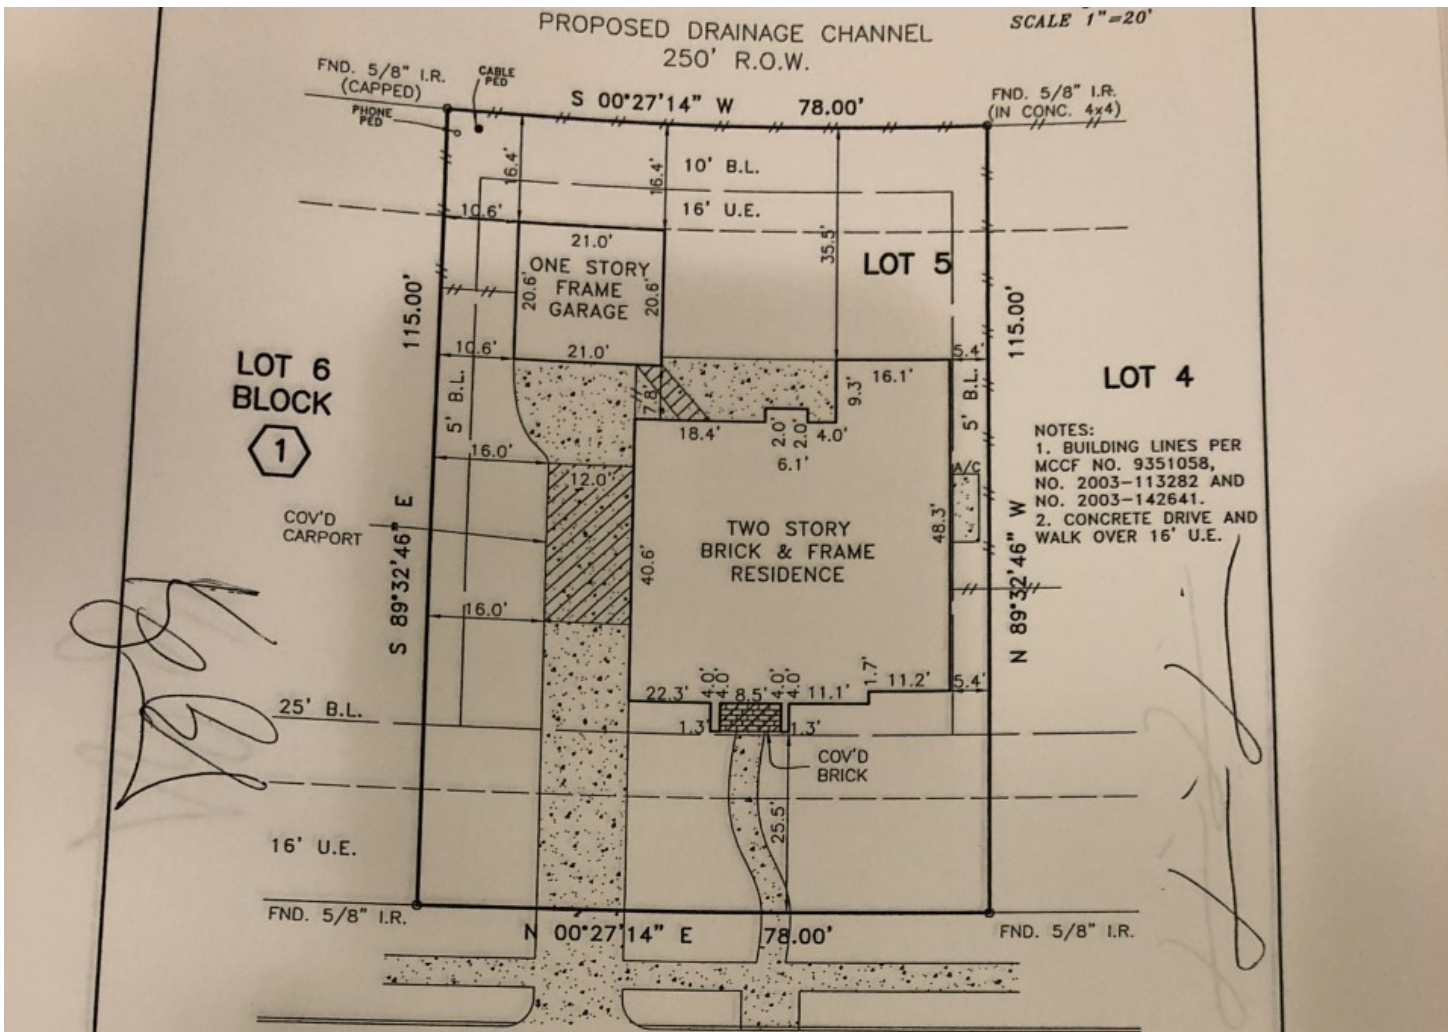 SCALE 1"=20'
PROPOSED DRAINAGE CHANNEL
250' R.O.W.
FND. 5/8" I.R.
(CAPPED)
CABLE
PED
PHONE
PED
S 00°27'14" W 78.00'
FND. 5/8" I.R.
(IN CONC. 4x4)
16.4'
16.4'
10' B.L.
16' U.E.
10.6'
35.5'
21.0'
ONE STORY
FRAME
GARAGE
20.6'
20.6'
LOT 5
115.00'
115.00'
10.6'
21.0'
5.4'
16.1'
LOT 6
BLOCK
1
LOT 4
5' B.L.
7.8'
9.3'
5' B.L.
18.4'
2.0'
2.0'
4.0'
6.1'
16.0'
12.0'
A/C
NOTES:
1. BUILDING LINES PER
MCCF NO. 9351058,
NO. 2003-113282 AND
NO. 2003-142641.
2. CONCRETE DRIVE AND
WALK OVER 16' U.E.
COV'D
CARPORT
TWO STORY
BRICK & FRAME
RESIDENCE
40.6'
48.3'
S 89°32'46" E
N 89°32'46" W
16.0'
22.3'
4.0'
4.0'
8.5'
4.0'
4.0'
11.1'
1.7'
11.2'
5.4'
25' B.L.
1.3'
1.3'
COV'D
BRICK
25.5'
16' U.E.
FND. 5/8" I.R.
N 00°27'14" E 78.00'
FND. 5/8" I.R.